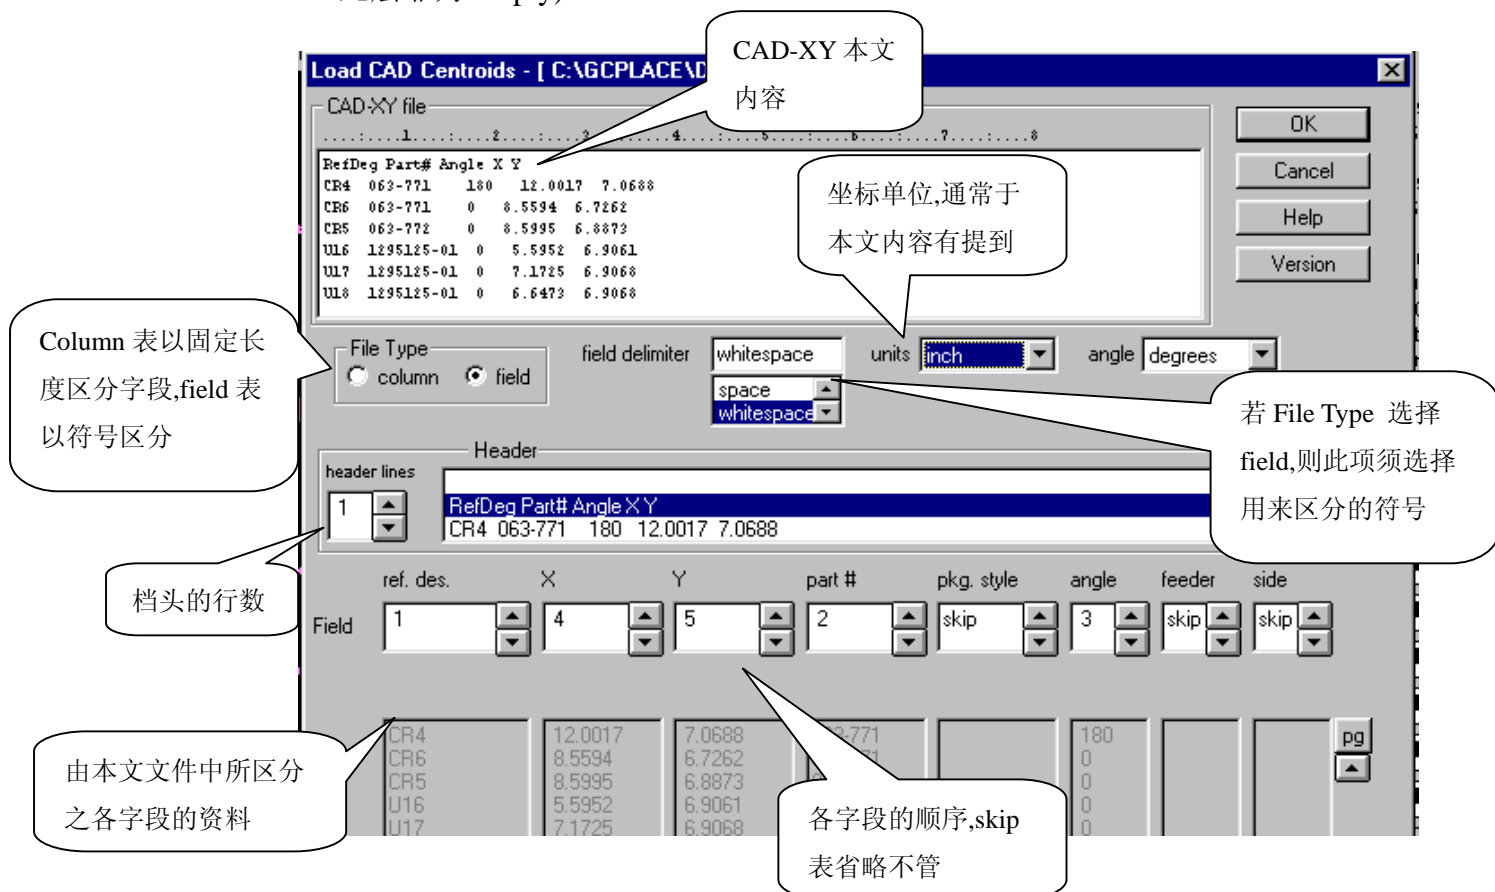 Load CAD Centroids - [ C:\GCPLACE\D
CAD-XY 本文
内容
CAD-XY file
....:....1....:....2....:....3....:....4....:....5....:....6....:....7....:....8
OK
Cancel
Help
Version
RefDeg Part# Angle X Y
CR4 063-771 180 12.0017 7.0688
CR6 063-771 0 8.5594 6.7262
CR5 063-772 0 8.5995 6.8873
U16 1295125-01 0 5.5952 6.9061
U17 1295125-01 0 7.1725 6.9068
U18 1295125-01 0 6.6473 6.9068
坐标单位,通常于
本文内容有提到
Column 表以固定长
度区分字段,field 表
以符号区分
File Type
column field
field delimiter whitespace
space
whitespace
units inch
angle degrees
若 File Type 选择
field,则此项须选择
用来区分的符号
Header
header lines
1
RefDeg Part# Angle X Y
CR4 063-771 180 12.0017 7.0688
档头的行数
ref. des. X Y part # pkg. style angle feeder side
Field 1 4 5 2 skip 3 skip skip
CR4 12.0017 7.0688 -771 180
CR6 8.5594 6.7262 0
CR5 8.5995 6.8873 0
U16 5.5952 6.9061 0
U17 7.1725 6.9068 0
pg
由本文文件中所区分
之各字段的资料
各字段的顺序,skip
表省略不管